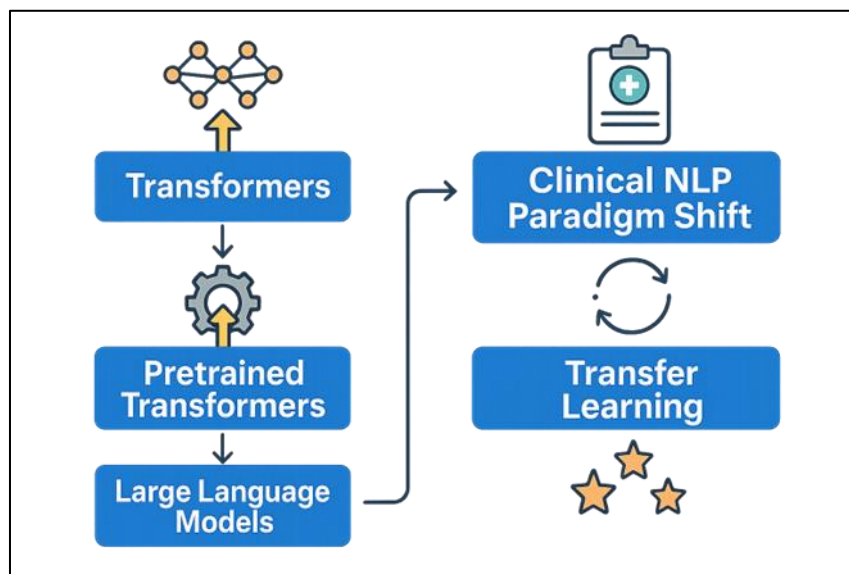 Transformers
Pretrained
Transformers
Large Language
Models
Clinical NLP
Paradigm Shift
Transfer
Learning